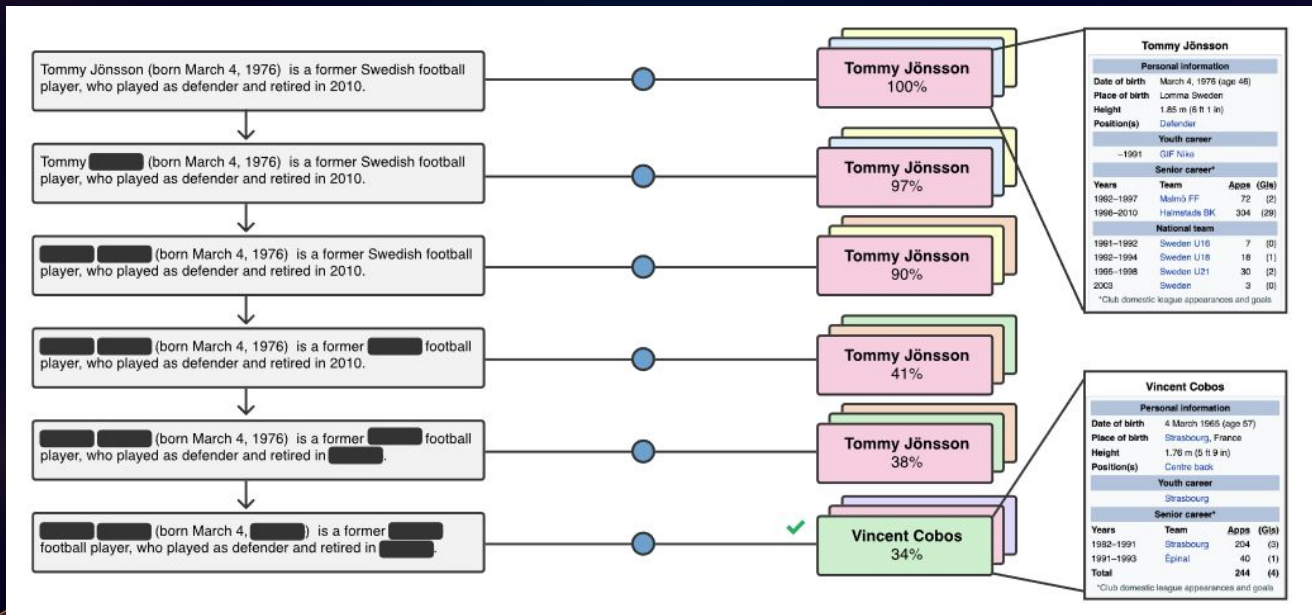 Tommy Jönsson (born March 4, 1976) is a former Swedish football
player, who played as defender and retired in 2010.
Tommy Jönsson
100%
Tommy (born March 4, 1976) is a former Swedish football
player, who played as defender and retired in 2010.
Tommy Jönsson
97%
(born March 4, 1976) is a former Swedish football
player, who played as defender and retired in 2010.
Tommy Jönsson
90%
(born March 4, 1976) is a former football
player, who played as defender and retired in 2010.
Tommy Jönsson
41%
(born March 4, 1976) is a former football
player, who played as defender and retired in .
Tommy Jönsson
38%
(born March 4, ) is a former
football player, who played as defender and retired in .
Vincent Cobos
34%
Tommy Jönsson
Personal information
Date of birth March 4, 1976 (age 46)
Place of birth Lomma Sweden
Height 1.85 m (6 ft 1 in)
Position(s) Defender
Youth career
–1991 GIF Nike
Senior career*
Years Team Apps (Gls)
1992–1997 Malmö FF 72 (2)
1998–2010 Halmstads BK 304 (29)
National team
1991–1992 Sweden U16 7 (0)
1992–1994 Sweden U18 18 (1)
1995–1998 Sweden U21 30 (2)
2003 Sweden 3 (0)
*Club domestic league appearances and goals
Vincent Cobos
Personal information
Date of birth 4 March 1965 (age 57)
Place of birth Strasbourg, France
Height 1.76 m (5 ft 9 in)
Position(s) Centre back
Youth career
Strasbourg
Senior career*
Years Team Apps (Gls)
1982–1991 Strasbourg 204 (3)
1991–1993 Épinal 40 (1)
Total 244 (4)
*Club domestic league appearances and goals